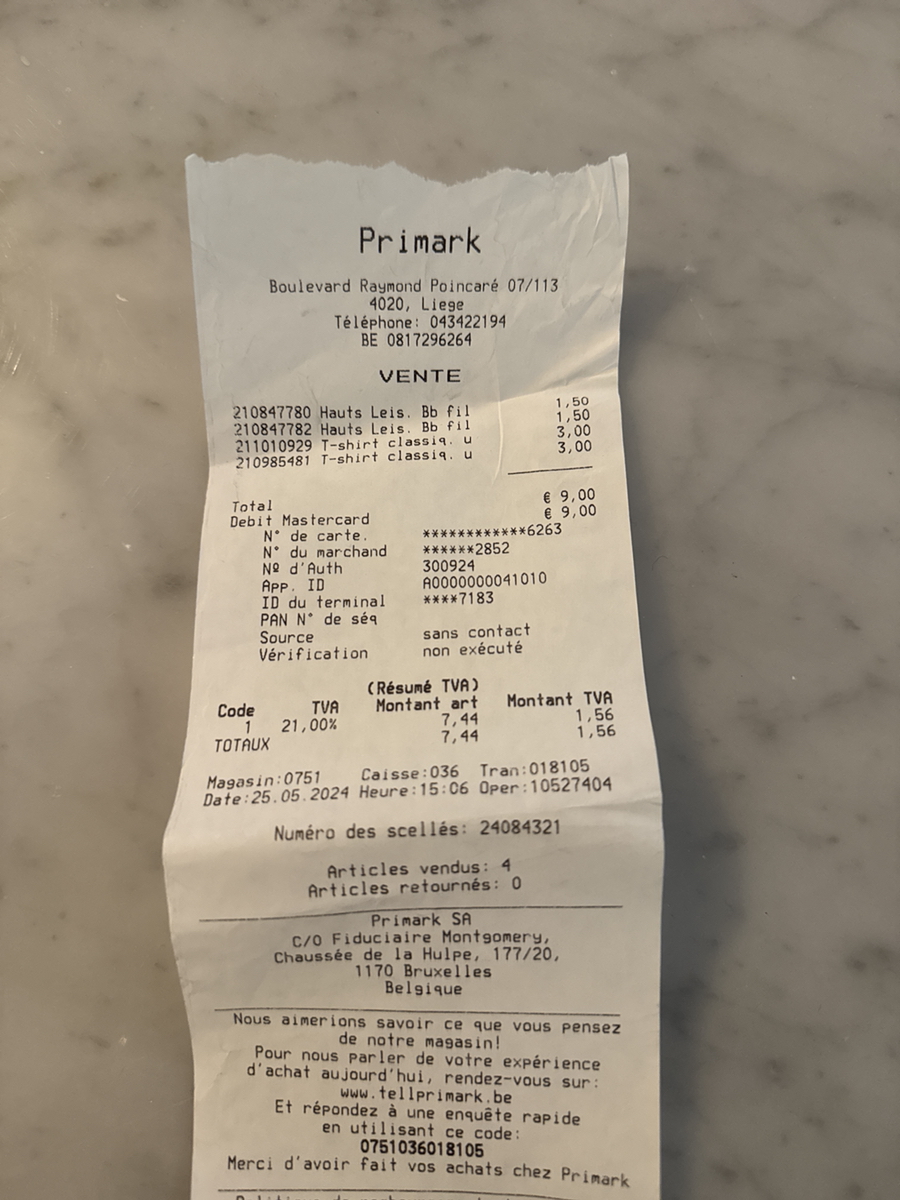 Primark
Boulevard Raymond Poincaré 07/113
4020, Liege
Téléphone: 043422194
BE 0817296264
VENTE
210847780 Hauts Leis. Bb fil 1,50
210847782 Hauts Leis. Bb fil 1,50
211010929 T-shirt classiq. u 3,00
210985481 T-shirt classiq. u 3,00
Total € 9,00
Debit Mastercard € 9,00
N° de carte. ************6263
N° du marchand ******2852
Nº d'Auth 300924
App. ID A0000000041010
ID du terminal ****7183
PAN N° de séq
Source sans contact
Vérification non exécuté
(Résumé TVA)
Code TVA Montant art Montant TVA
1 21,00% 7,44 1,56
TOTAUX 7,44 1,56
Magasin:0751 Caisse:036 Tran:018105
Date:25.05.2024 Heure:15:06 Oper:10527404
Numéro des scellés: 24084321
Articles vendus: 4
Articles retournés: 0
Primark SA
C/O Fiduciaire Montgomery,
Chaussée de la Hulpe, 177/20,
1170 Bruxelles
Belgique
Nous aimerions savoir ce que vous pensez
de notre magasin!
Pour nous parler de votre expérience
d'achat aujourd'hui, rendez-vous sur:
www.tellprimark.be
Et répondez à une enquête rapide
en utilisant ce code:
0751036018105
Merci d'avoir fait vos achats chez Primark